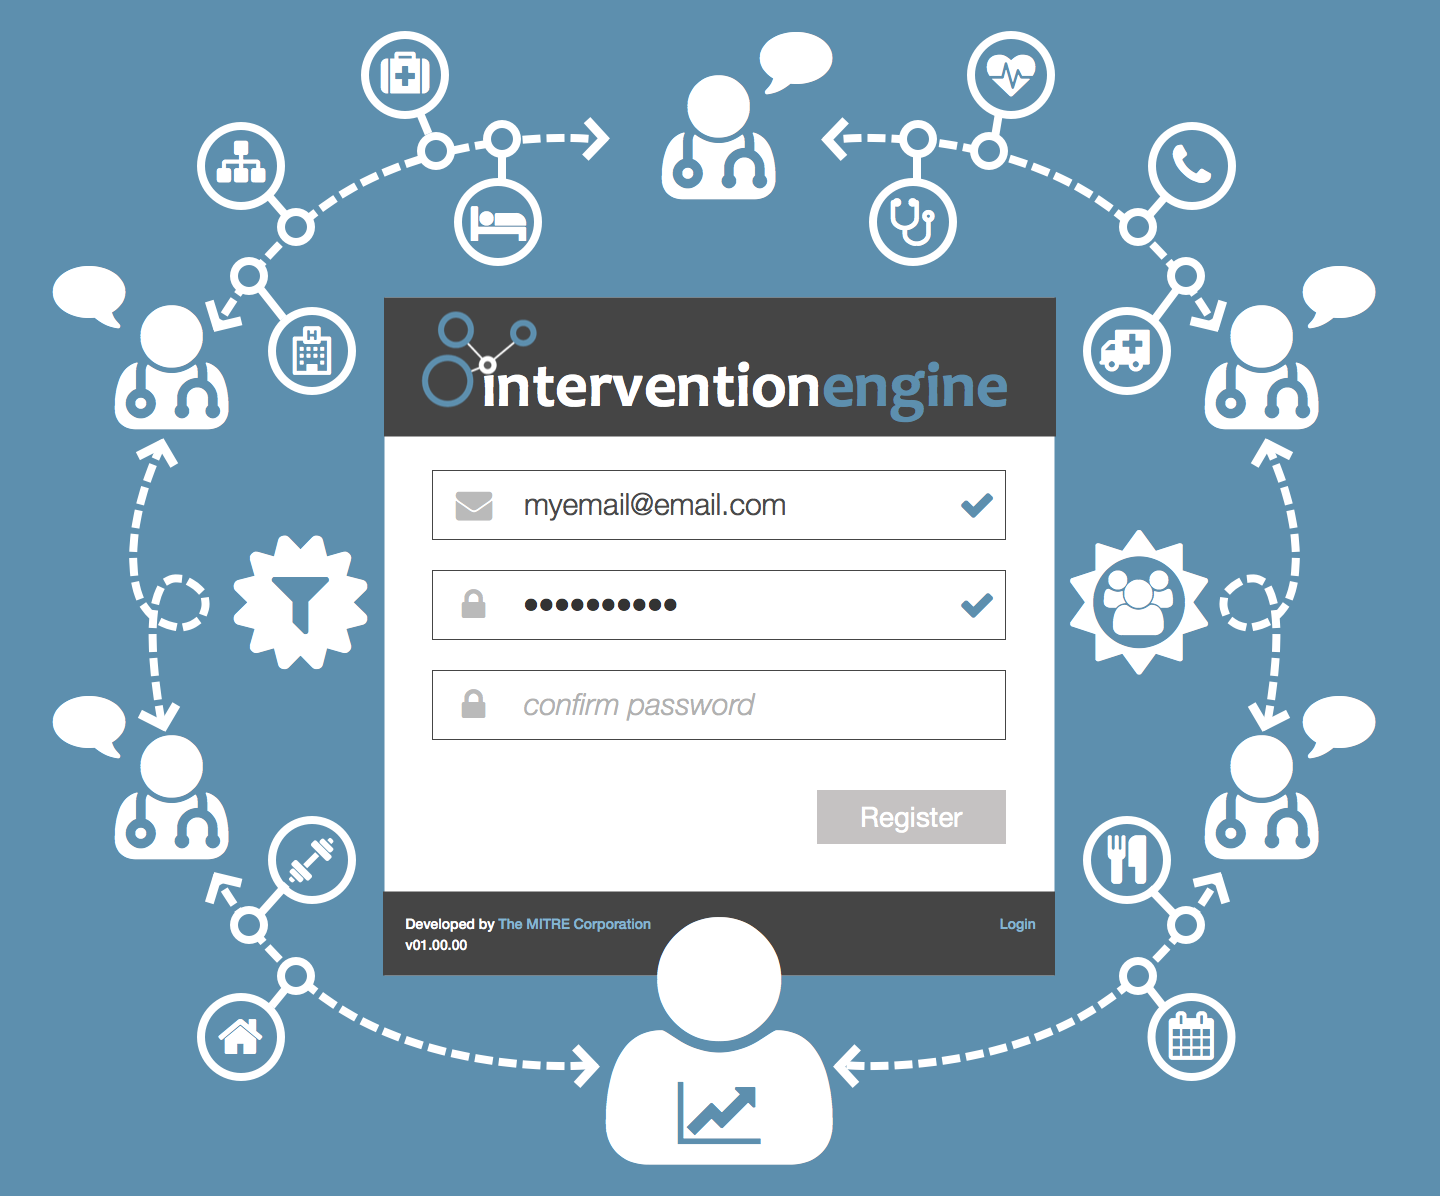 H
interventionengine
myemail@email.com
••••••••••
confirm password
Register
Developed by The MITRE Corporation
Login
v01.00.00